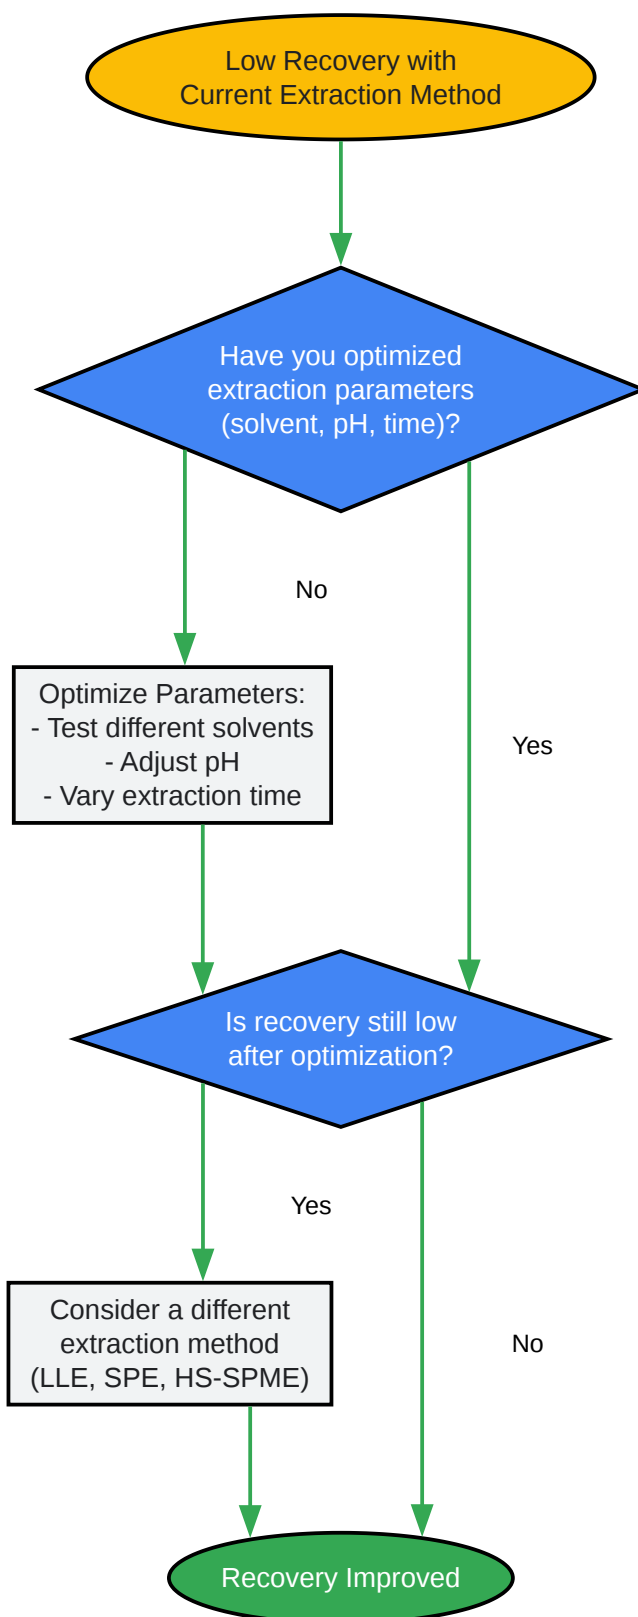 Low Recovery with
Current Extraction Method
Have you optimized
extraction parameters
(solvent, pH, time)?
No
Optimize Parameters:
- Test different solvents
- Adjust pH
- Vary extraction time
Yes
Is recovery still low
after optimization?
Yes
Consider a different
extraction method
(LLE, SPE, HS-SPME)
No
Recovery Improved